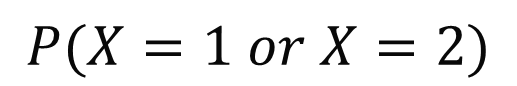 P(X = 1 or X = 2)